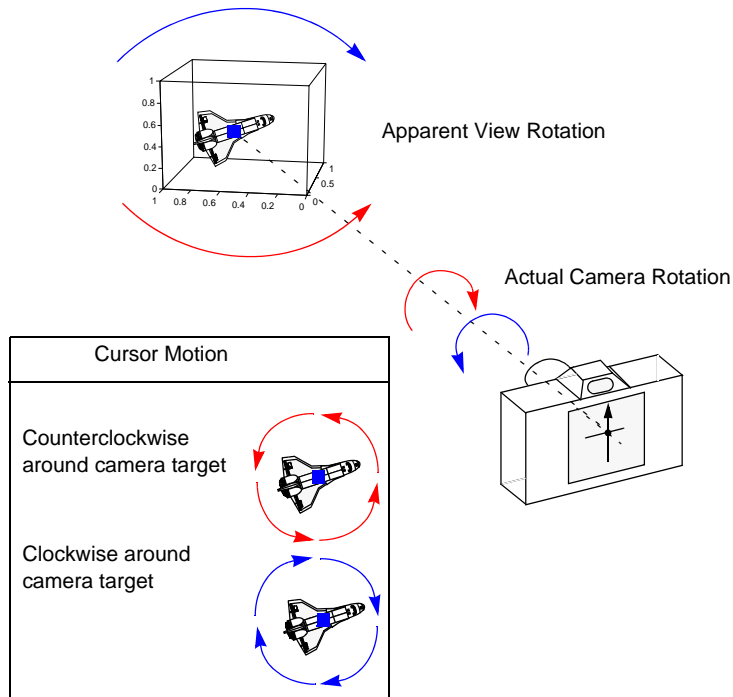 1
0.8
0.6
0.4
0.2
0
1
0.8
0.6
0.4
0.2
0
0
0.5
1
Apparent View Rotation
Actual Camera Rotation
Cursor Motion
Counterclockwise
around camera target
Clockwise around
camera target